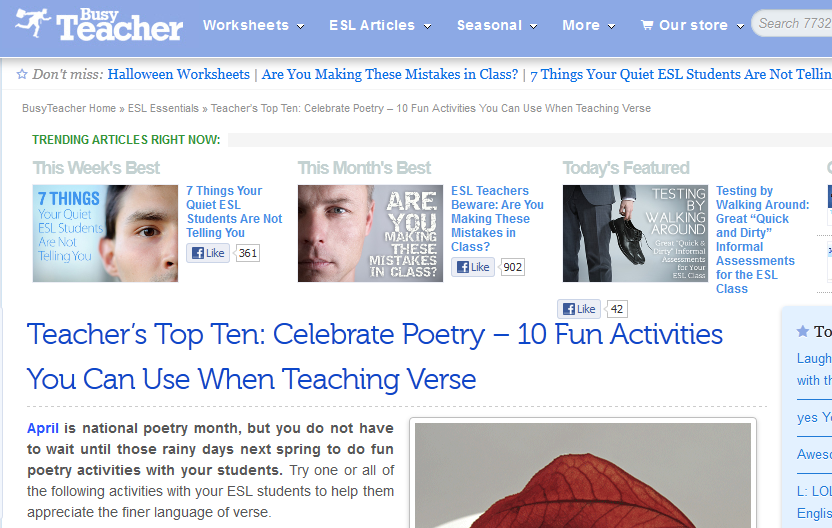 Busy
Teacher
Worksheets ESL Articles Seasonal More Our store Search 7732
Don't miss: Halloween Worksheets | Are You Making These Mistakes in Class? | 7 Things Your Quiet ESL Students Are Not Tellin
BusyTeacher Home » ESL Essentials » Teacher's Top Ten: Celebrate Poetry – 10 Fun Activities You Can Use When Teaching Verse
TRENDING ARTICLES RIGHT NOW:
This Week's Best
7 THINGS
Your Quiet
ESL Students
Are Not
Telling You
7 Things Your
Quiet ESL
Students Are Not
Telling You
Like 361
This Month's Best
ARE
YOU
MAKING
THESE
MISTAKES
IN CLASS?
ESL Teachers
Beware: Are You
Making These
Mistakes in
Class?
Like 902
Today's Featured
TESTING
BY
WALKING
AROUND
Great "Quick &
Dirty" Informal
Assessments
for Your
ESL Class
Testing by
Walking Around:
Great “Quick
and Dirty”
Informal
Assessments
for the ESL
Class
Like 42
Teacher’s Top Ten: Celebrate Poetry – 10 Fun Activities
You Can Use When Teaching Verse
April is national poetry month, but you do not have
to wait until those rainy days next spring to do fun
poetry activities with your students. Try one or all of
the following activities with your ESL students to help them
appreciate the finer language of verse.
To
Laugh
with th
yes Yo
Aweso
L: LOL
English